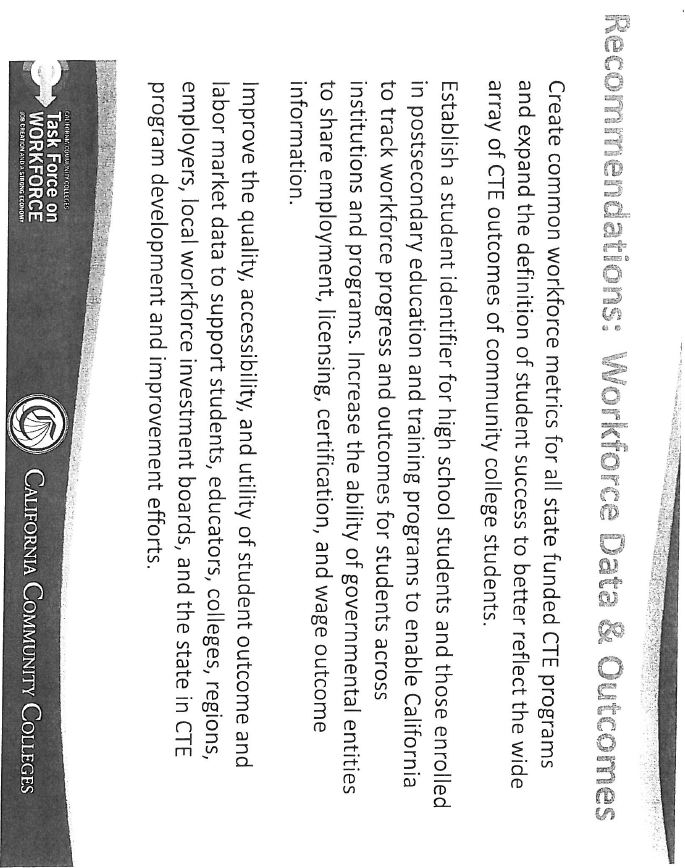 Recommendations: Workforce Data & Outcomes
Create common workforce metrics for all state funded CTE programs
and expand the definition of student success to better reflect the wide
array of CTE outcomes of community college students.
Establish a student identifier for high school students and those enrolled
in postsecondary education and training programs to enable California
to track workforce progress and outcomes for students across
institutions and programs. Increase the ability of governmental entities
to share employment, licensing, certification, and wage outcome
information.
Improve the quality, accessibility, and utility of student outcome and
labor market data to support students, educators, colleges, regions,
employers, local workforce investment boards, and the state in CTE
program development and improvement efforts.
CALIFORNIA COMMUNITY COLLEGES
Task Force on
WORKFORCE
JOB CREATION AND A STRONG ECONOMY
CALIFORNIA COMMUNITY COLLEGES